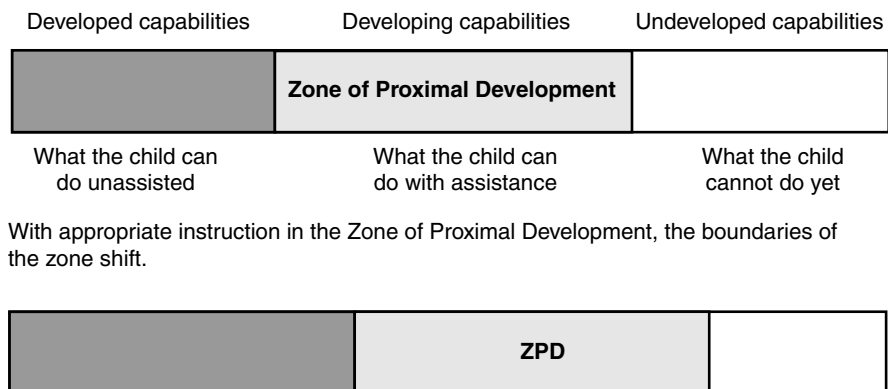 Developed capabilities Developing capabilities Undeveloped capabilities
Zone of Proximal Development
What the child can What the child can What the child
do unassisted do with assistance cannot do yet
With appropriate instruction in the Zone of Proximal Development, the boundaries of
the zone shift.
ZPD